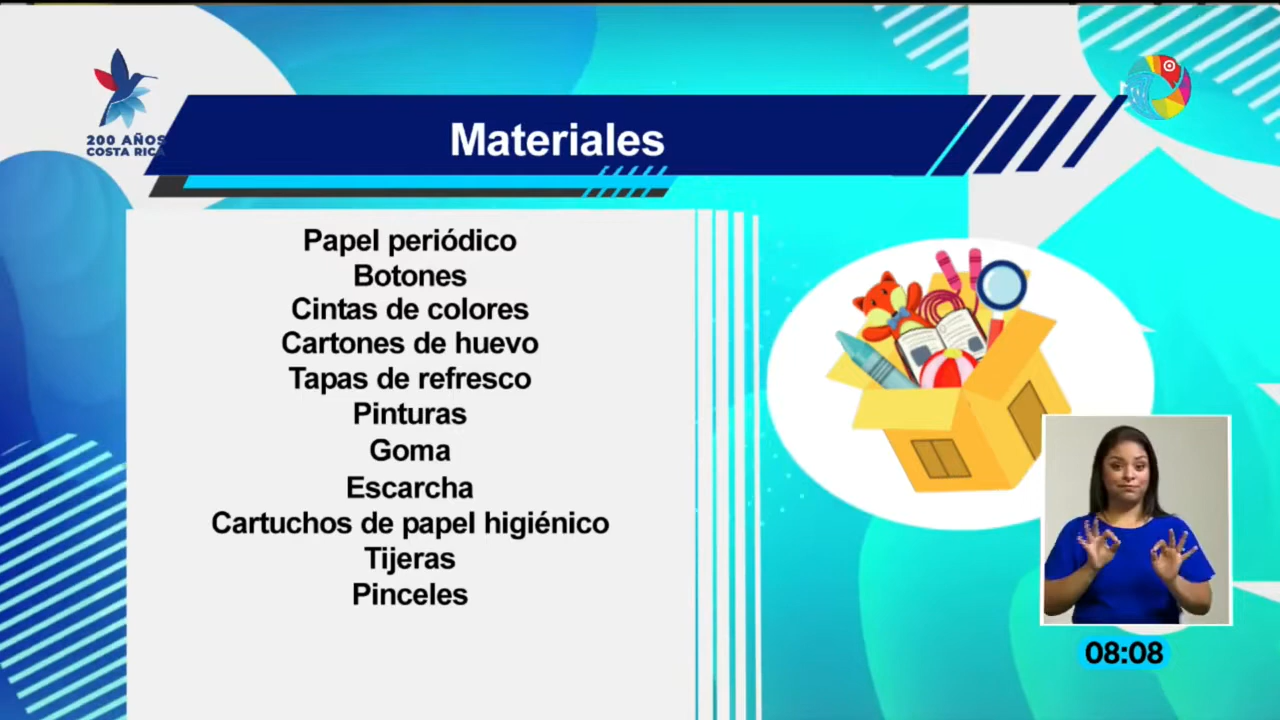 200 AÑOS
COSTA RICA
Materiales
Papel periódico
Botones
Cintas de colores
Cartones de huevo
Tapas de refresco
Pinturas
Goma
Escarcha
Cartuchos de papel higiénico
Tijeras
Pinceles
08:08